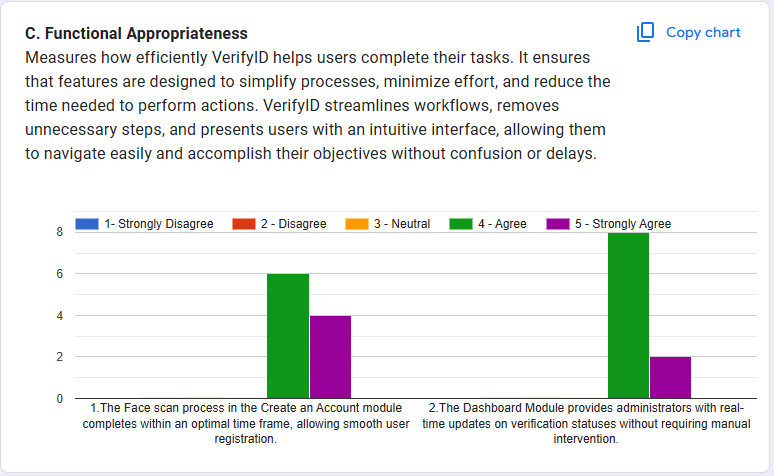 C. Functional Appropriateness
Copy chart
Measures how efficiently VerifyID helps users complete their tasks. It ensures
that features are designed to simplify processes, minimize effort, and reduce the
time needed to perform actions. VerifyID streamlines workflows, removes
unnecessary steps, and presents users with an intuitive interface, allowing them
to navigate easily and accomplish their objectives without confusion or delays.
1- Strongly Disagree 2 - Disagree 3 - Neutral 4 - Agree 5 - Strongly Agree
8
6
4
2
0
1.The Face scan process in the Create an Account module
completes within an optimal time frame, allowing smooth user
registration.
2.The Dashboard Module provides administrators with real-
time updates on verification statuses without requiring manual
intervention.